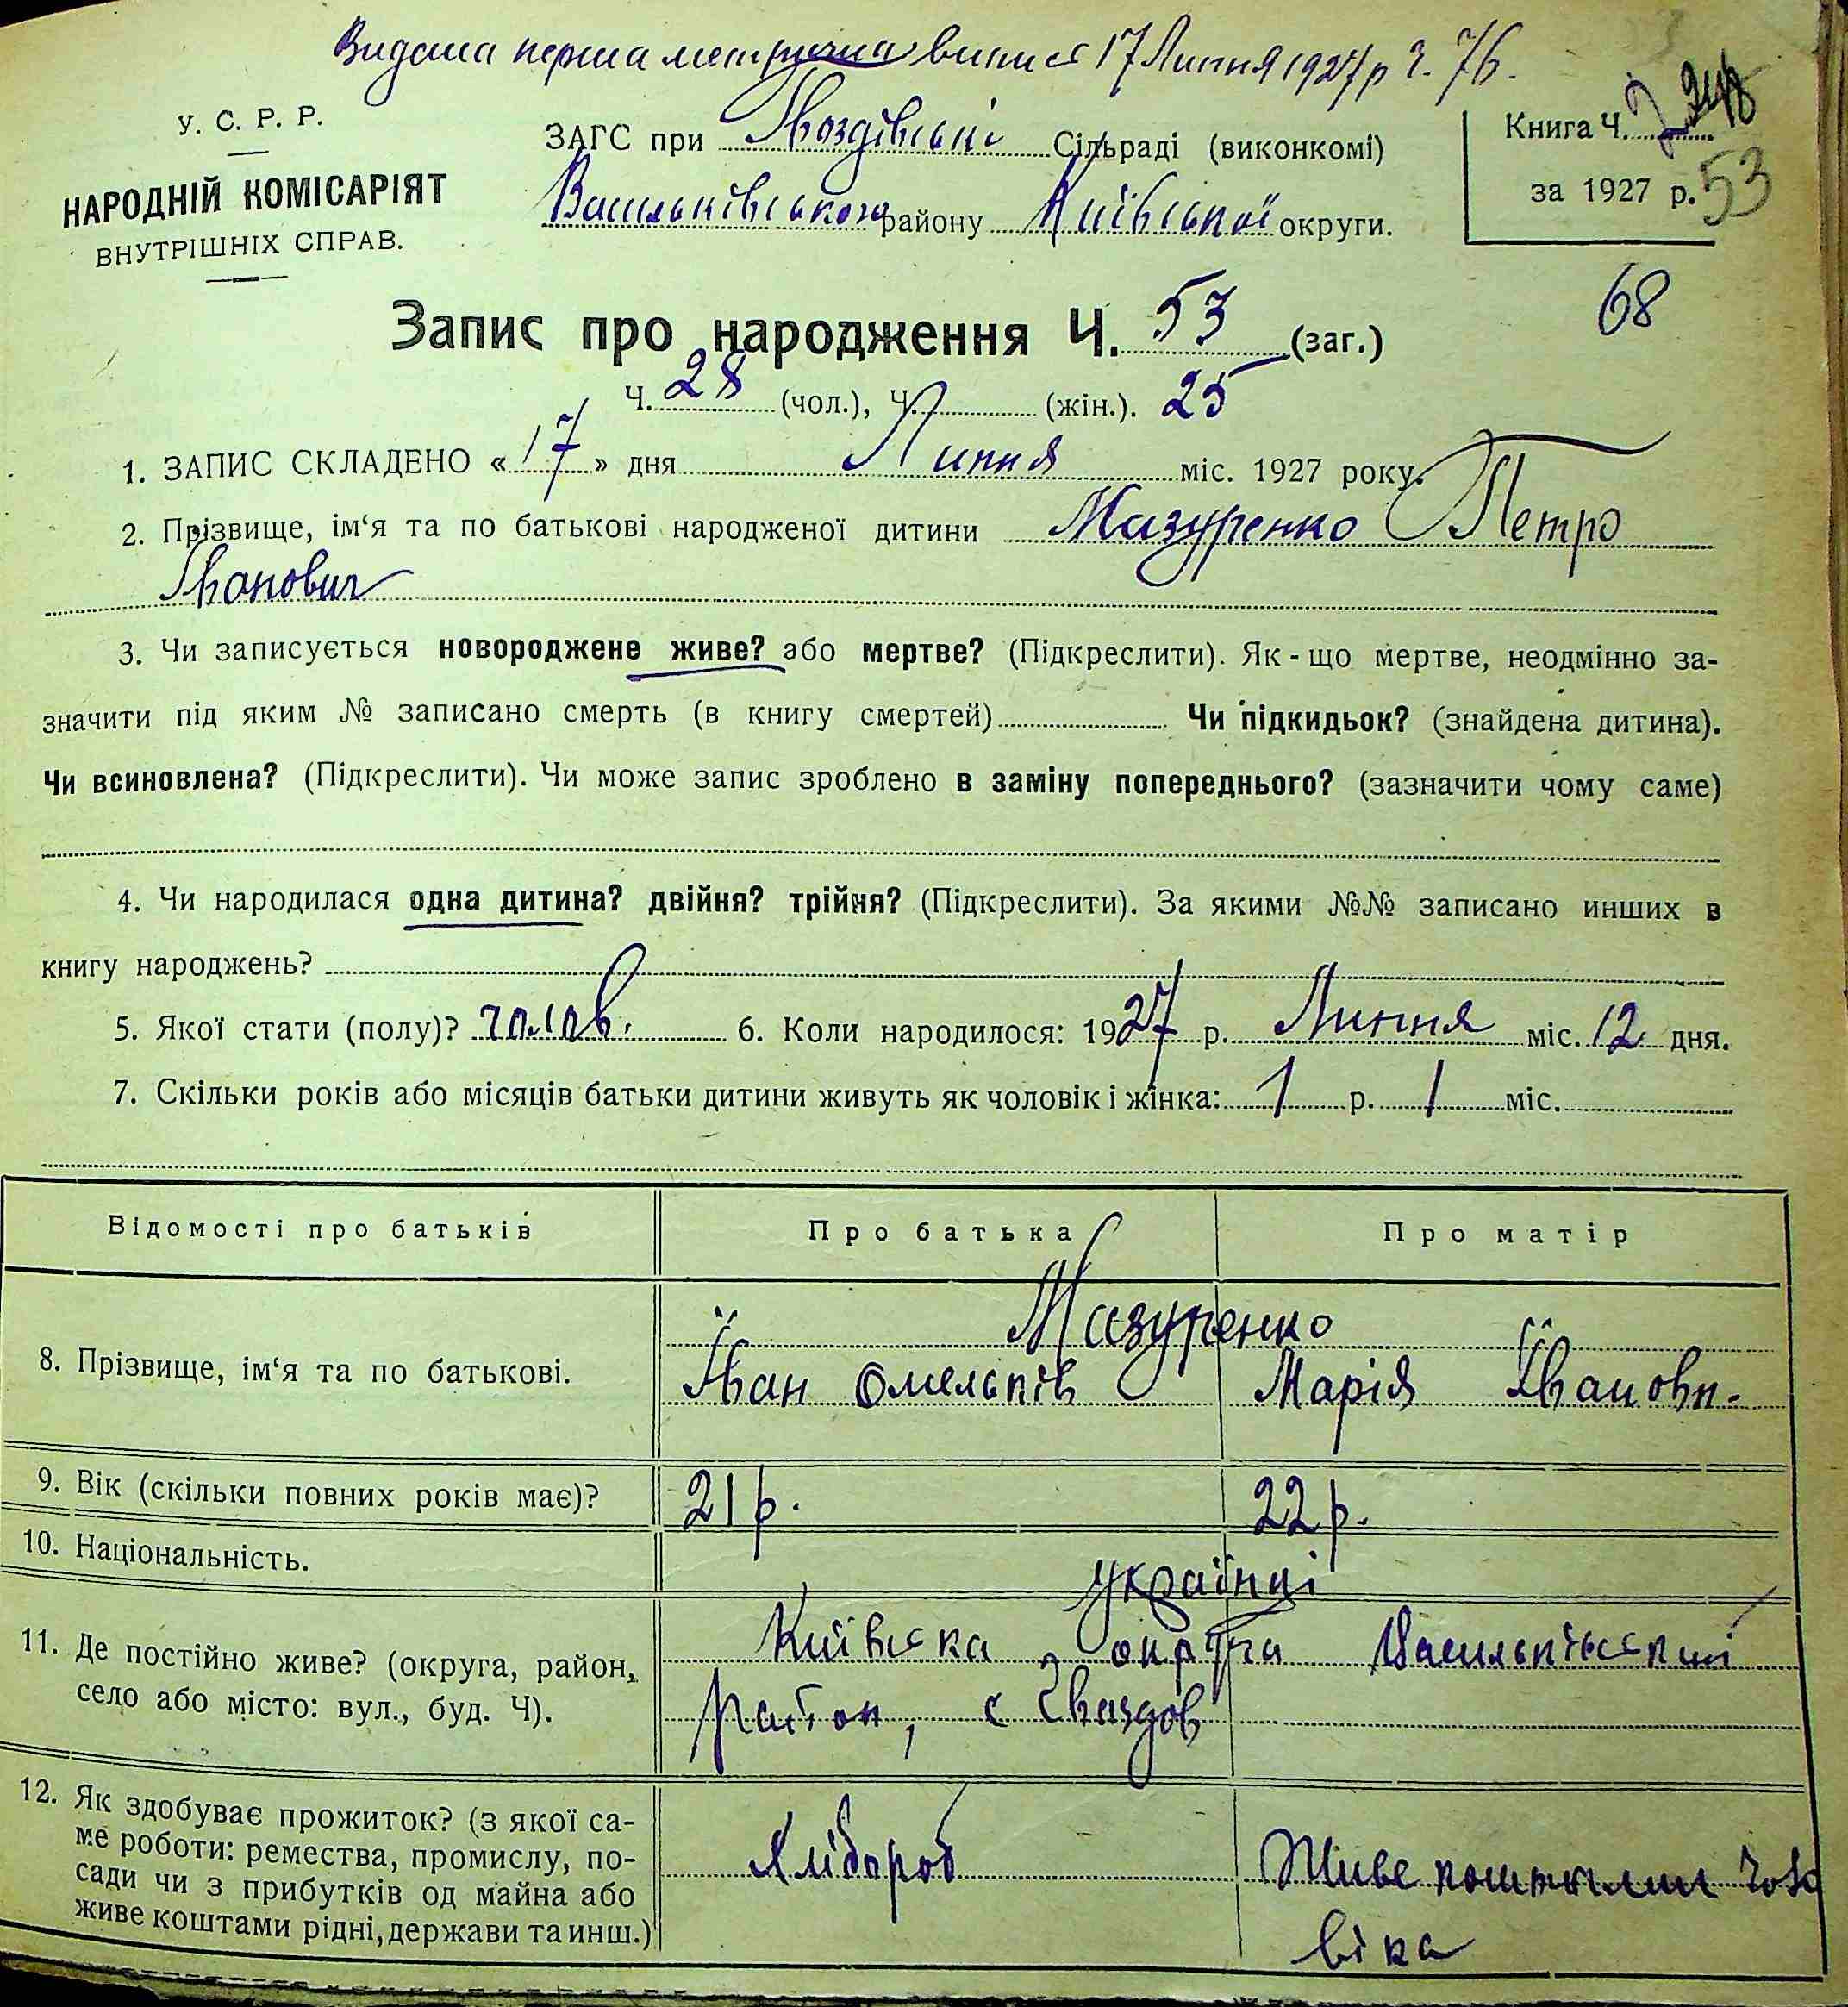 Видана перша метрична випись 17 Липня 1927 р Ч. 76.
У. С. Р. Р.
НАРОДНІЙ КОМІСАРІЯТ
ВНУТРІШНІХ СПРАВ.
ЗАГС при Гвоздівські Сільраді (виконкомі)
Васильківського району Київської округи.
Книга Ч.
за 1927 р. 53
68
Запис про народження Ч. 53 (заг.)
Ч. 28 (чол.), Ч. (жін.). 25
1. ЗАПИС СКЛАДЕНО «17» дня Липня міс. 1927 року.
2. Прізвище, ім‘я та по батькові народженої дитини Мазуренко Петро
Іванович
3. Чи записується новороджене живе? або мертве? (Підкреслити). Як-що мертве, неодмінно за-
значити під яким № записано смерть (в книгу смертей) Чи підкидьок? (знайдена дитина).
Чи всиновлена? (Підкреслити). Чи може запис зроблено в заміну попереднього? (зазначити чому саме)
4. Чи народилася одна дитина? двійня? трійня? (Підкреслити). За якими №№ записано инших в
книгу народжень?
5. Якої стати (полу)? чолов. 6. Коли народилося: 1927 р. Липня міс. 12 дня.
7. Скільки років або місяців батьки дитини живуть як чоловік і жінка: 1 р. 1 міс.
Відомості про батьків Про батька Про матір
8. Прізвище, ім‘я та по батькові.
Мазуренко
Іван Омельків Марія Івановн.
9. Вік (скільки повних років має)? 21 р. 22 р.
10. Національність. українці
11. Де постійно живе? (округа, район,
село або місто: вул., буд. Ч).
Київська округа Васильківський
район, с Гваздов
12. Як здобуває прожиток? (з якої са-
ме роботи: ремества, промислу, по-
сади чи з прибутків од майна або
живе коштами рідні, держави та инш.)
Хлібороб Живе коштами чоло
віка